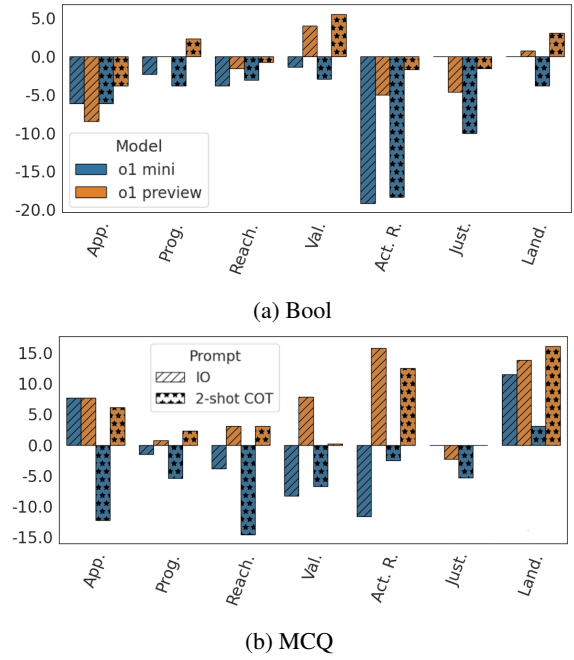 5.0
0.0
-5.0
-10.0
-15.0
-20.0
Model
o1 mini
o1 preview
App.
Prog.
Reach.
Val.
Act. R.
Just.
Land.
(a) Bool
15.0
10.0
5.0
0.0
-5.0
-10.0
-15.0
Prompt
IO
2-shot COT
App.
Prog.
Reach.
Val.
Act. R.
Just.
Land.
(b) MCQ